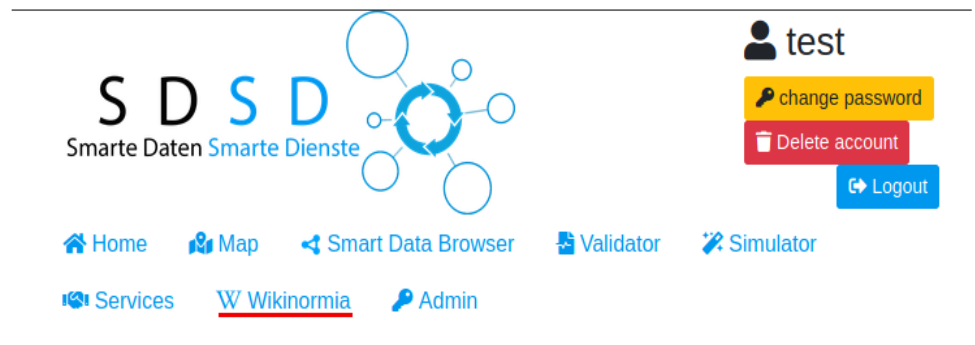 test
S D S D
change password
Smarte Daten Smarte Dienste
Delete account
Logout
Home Map Smart Data Browser Validator Simulator
Services Wikinormia Admin